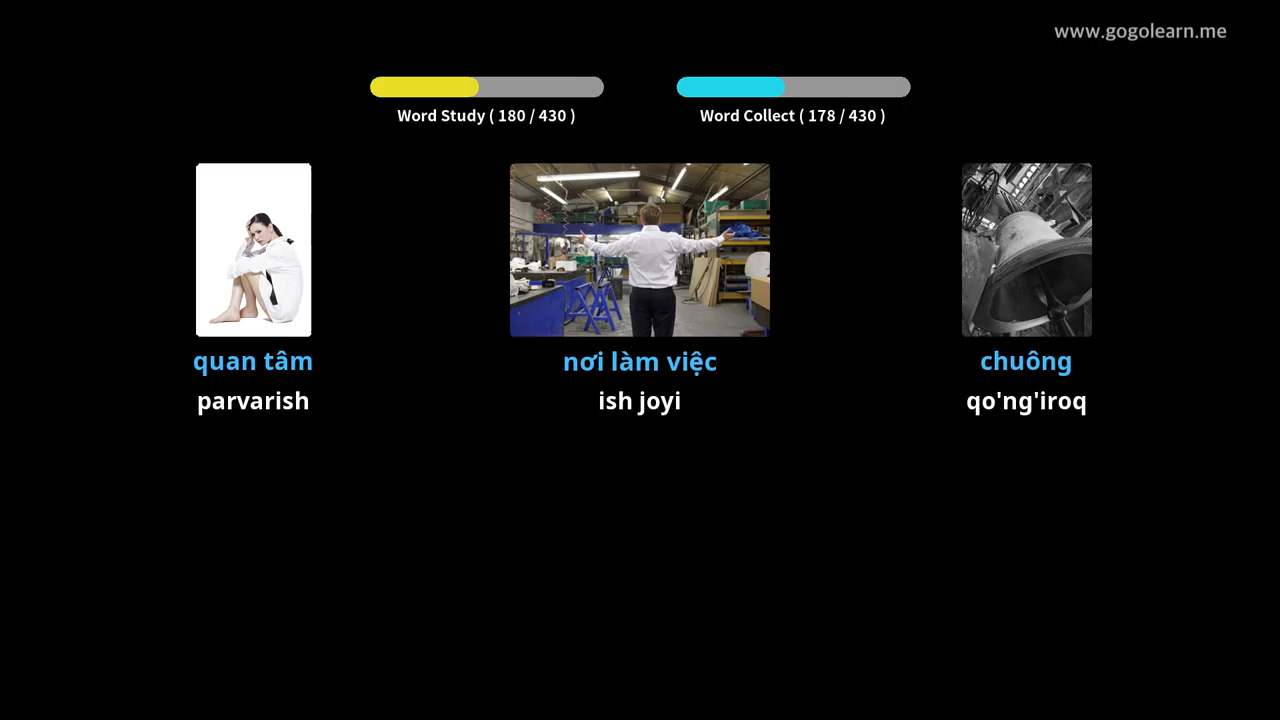 www.gogolearn.me
Word Study ( 180 / 430 )
Word Collect ( 178 / 430 )
quan tâm
nơi làm việc
chuông
parvarish
ish joyi
qo'ng'iroq